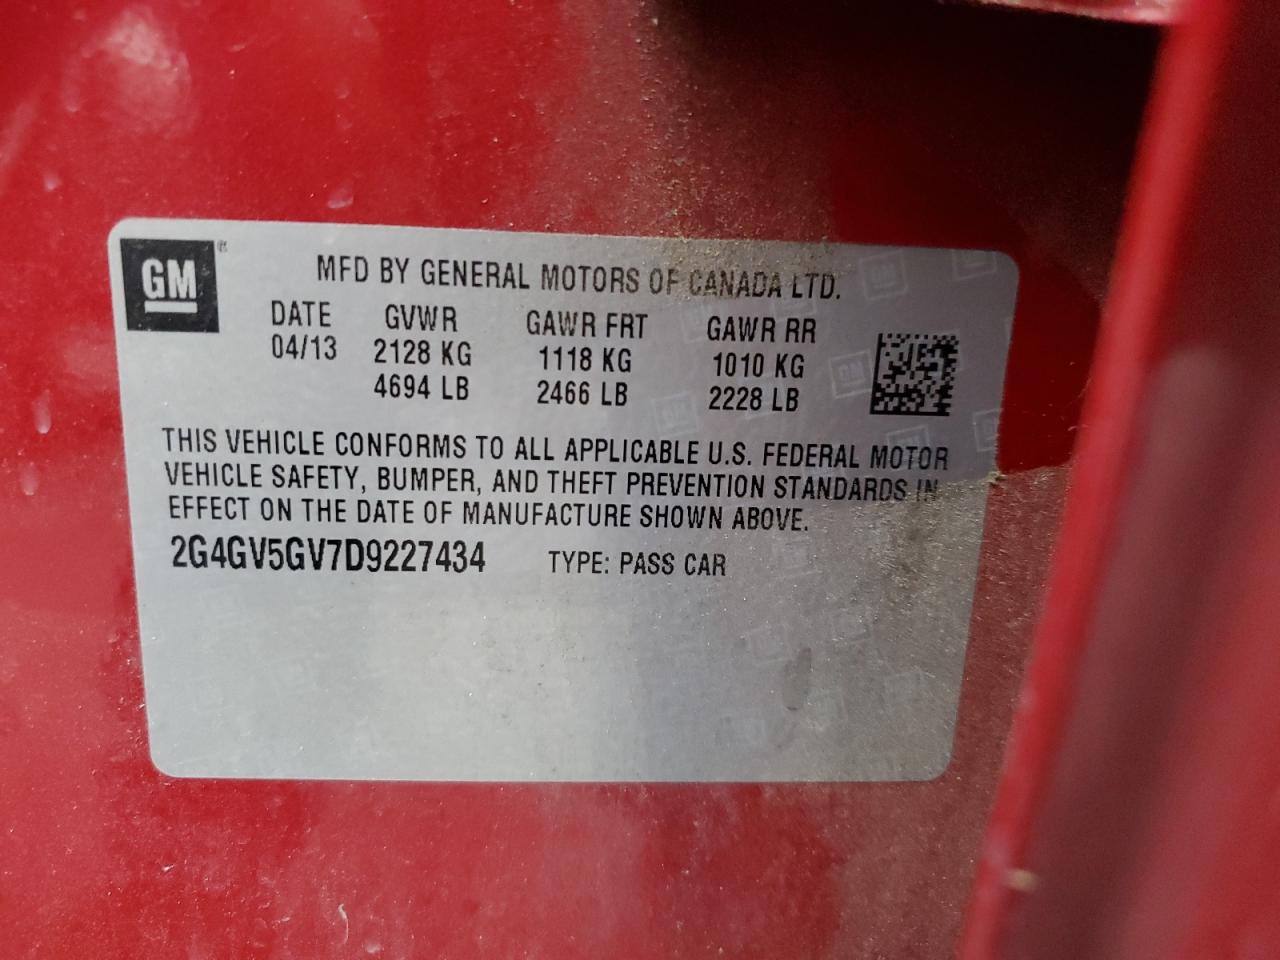 GM®
MFD BY GENERAL MOTORS OF CANADA LTD.
DATE GVWR GAWR FRT GAWR RR
04/13 2128 KG 1118 KG 1010 KG
4694 LB 2466 LB 2228 LB
THIS VEHICLE CONFORMS TO ALL APPLICABLE U.S. FEDERAL MOTOR
VEHICLE SAFETY, BUMPER, AND THEFT PREVENTION STANDARDS IN
EFFECT ON THE DATE OF MANUFACTURE SHOWN ABOVE.
2G4GV5GV7D9227434 TYPE: PASS CAR